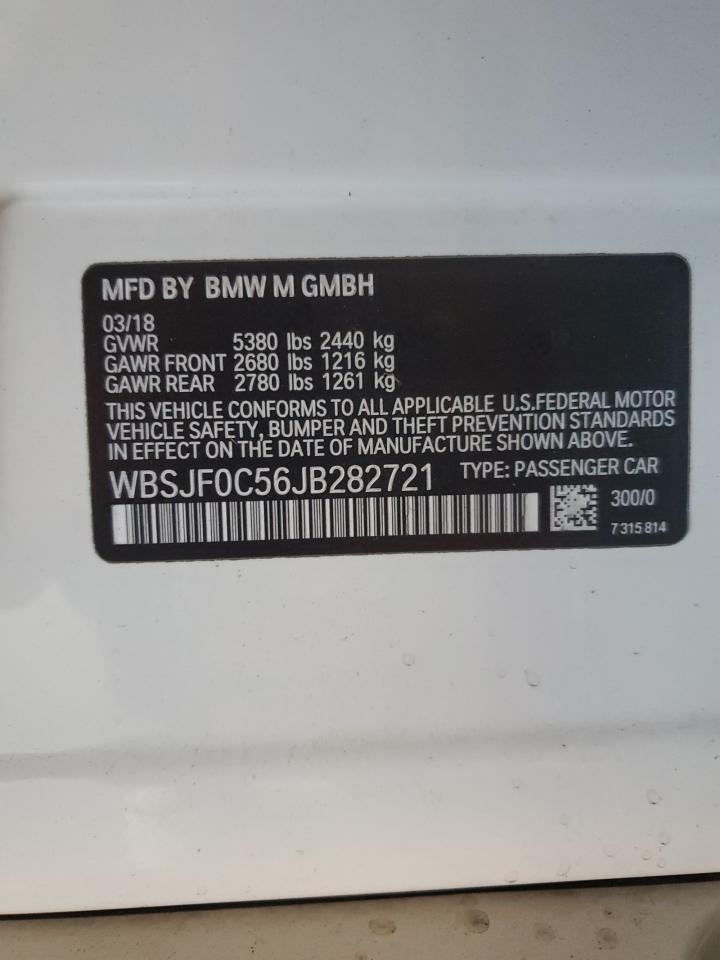 MFD BY BMW M GMBH
03/18
GVWR 5380 lbs 2440 kg
GAWR FRONT 2680 lbs 1216 kg
GAWR REAR 2780 lbs 1261 kg
THIS VEHICLE CONFORMS TO ALL APPLICABLE U.S.FEDERAL MOTOR
VEHICLE SAFETY, BUMPER AND THEFT PREVENTION STANDARDS
IN EFFECT ON THE DATE OF MANUFACTURE SHOWN ABOVE.
WBSJF0C56JB282721 TYPE: PASSENGER CAR
300/0
7 315 814